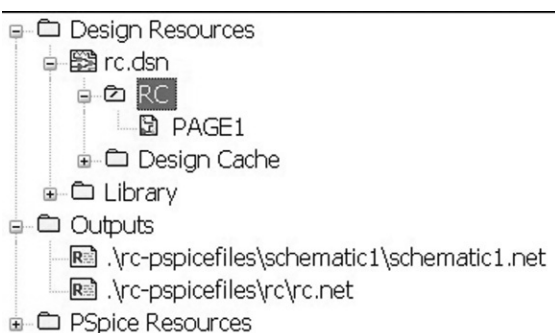 Design Resources
rc.dsn
RC
PAGE1
Design Cache
Library
Outputs
.\rc-pspicefiles\schematic1\schematic1.net
.\rc-pspicefiles\rc\rc.net
PSpice Resources